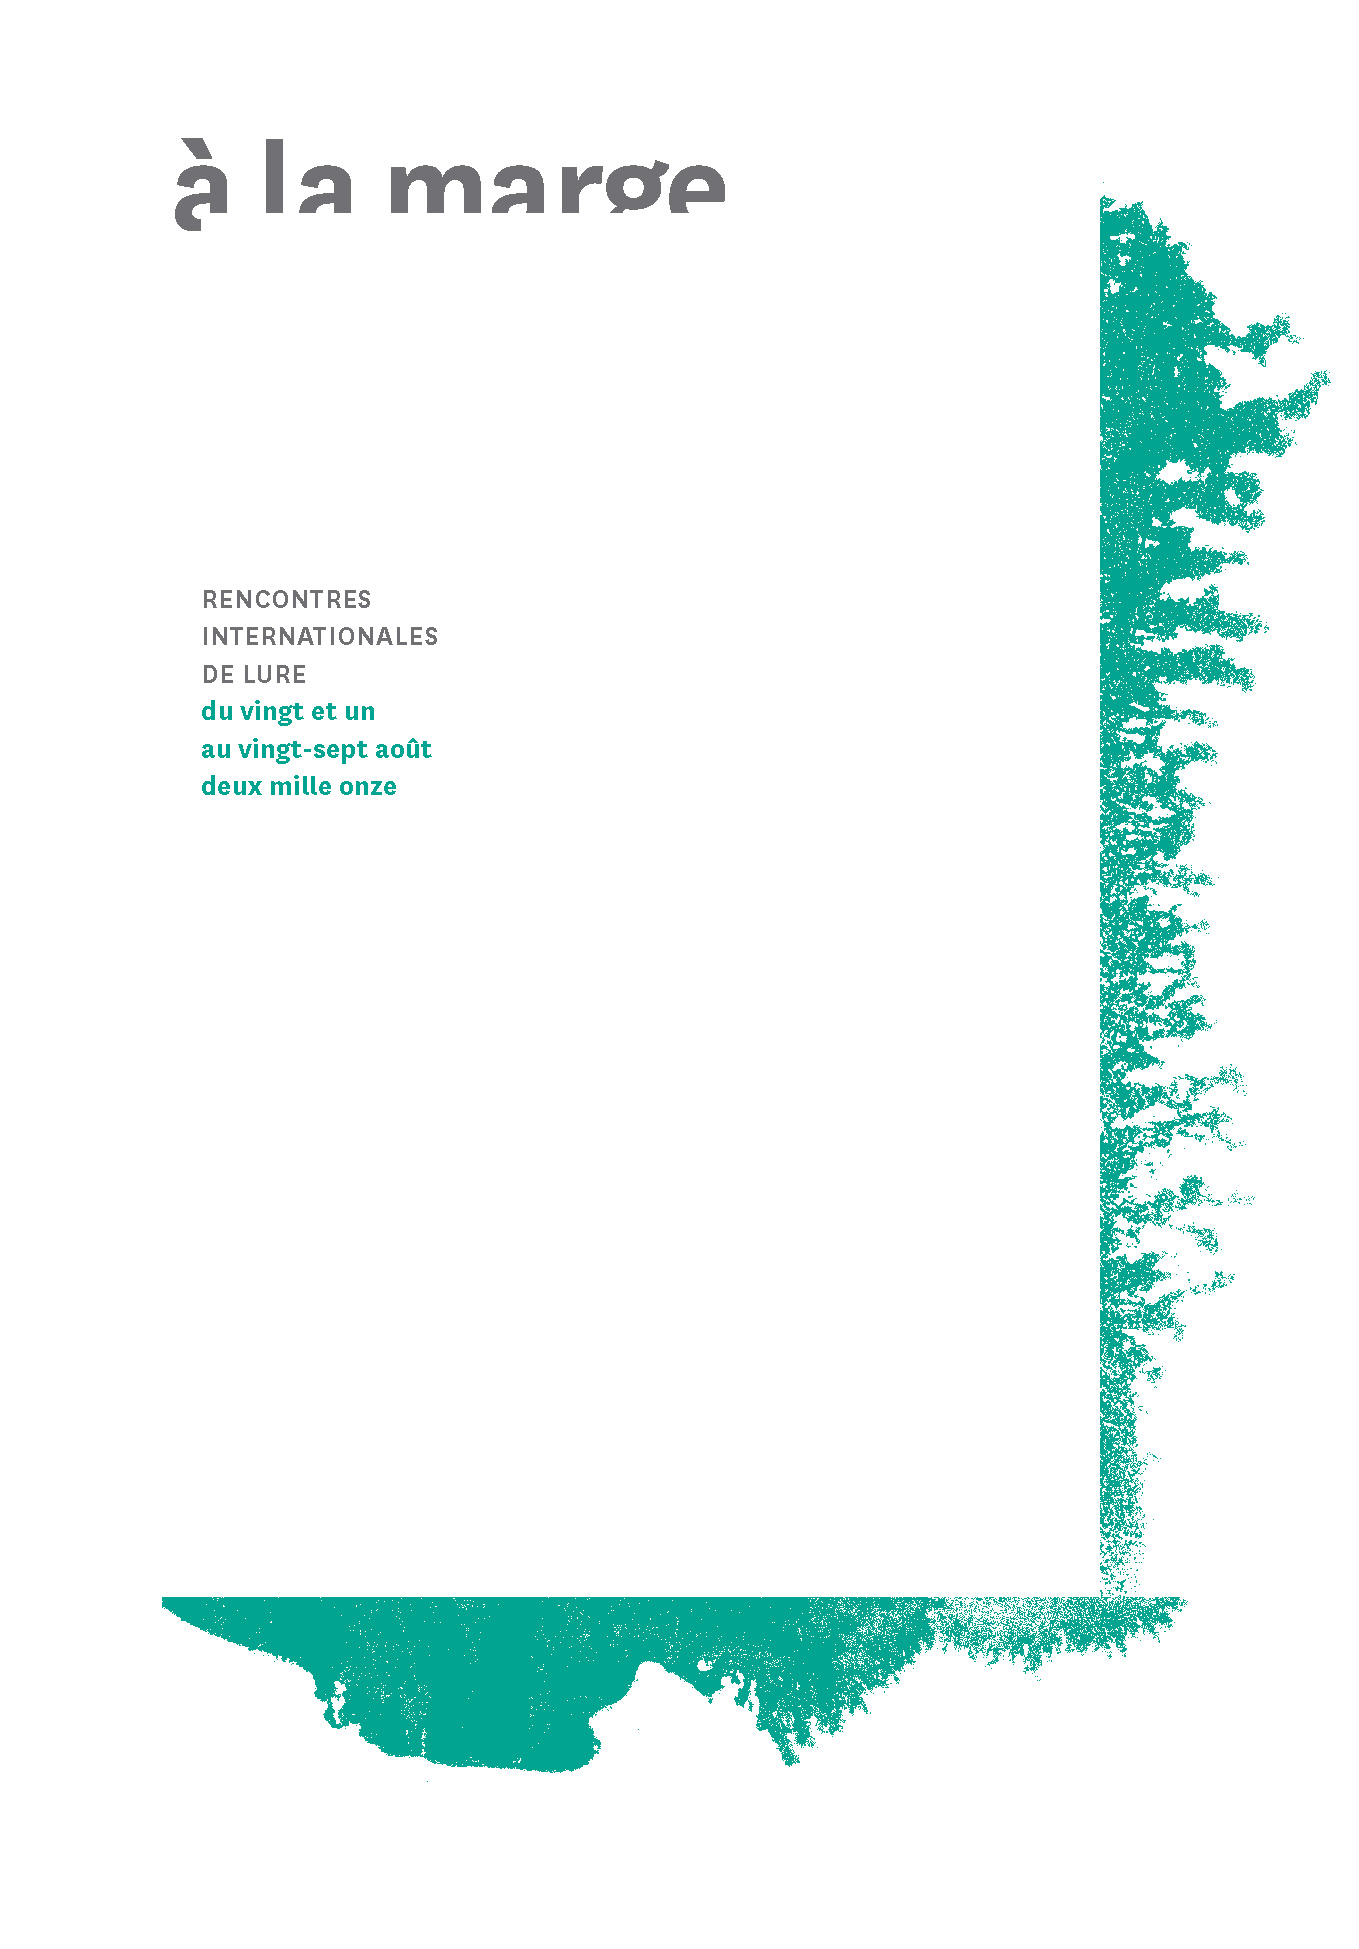 à la marge
RENCONTRES
INTERNATIONALES
DE LURE
du vingt et un
au vingt-sept août
deux mille onze